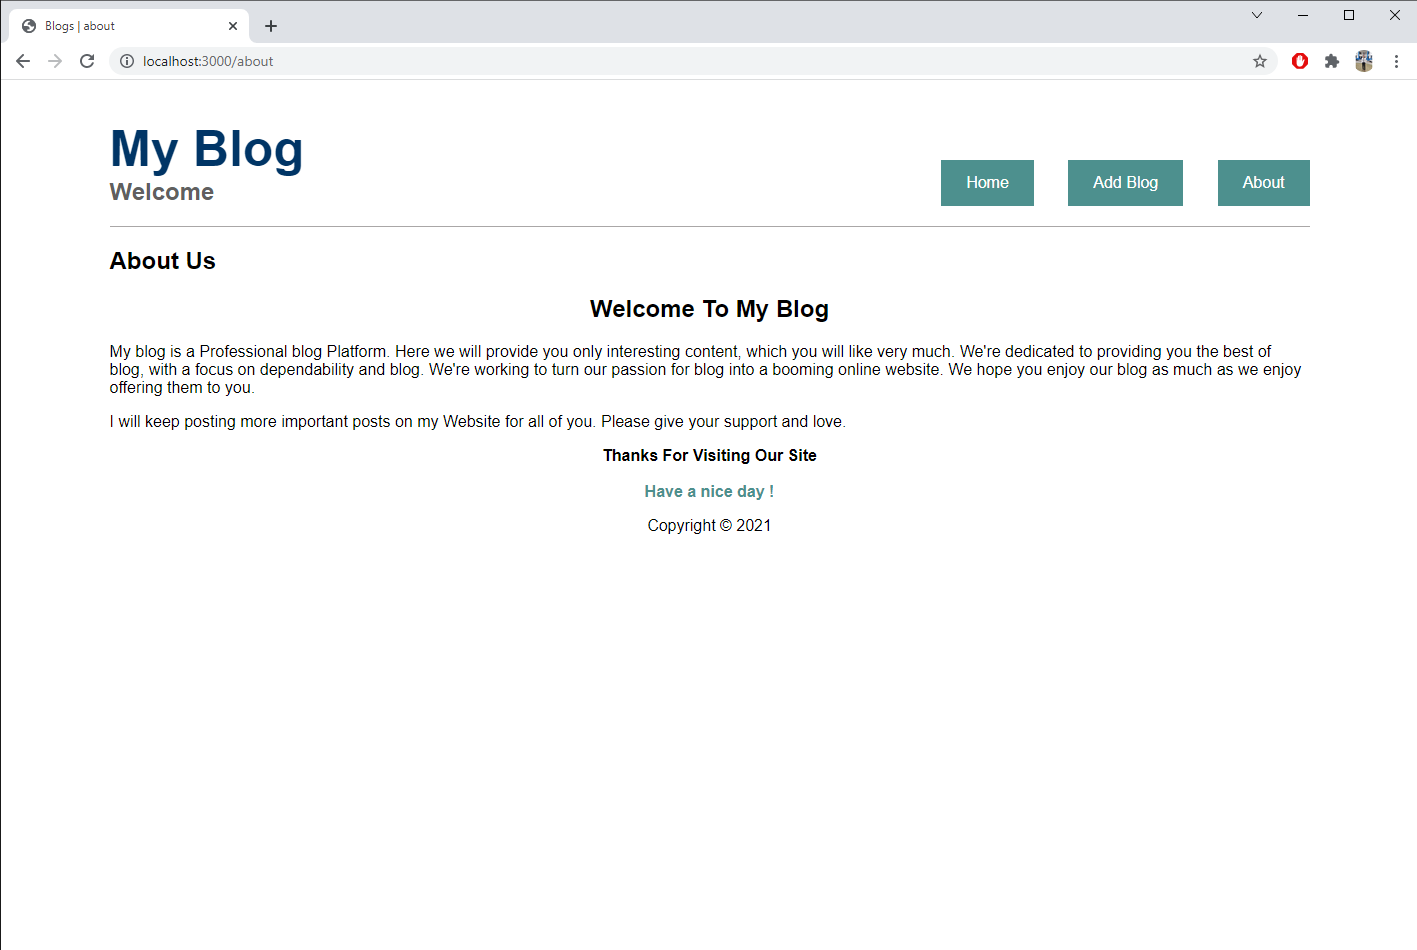 Blogs | about
localhost:3000/about
My Blog
Welcome
Home
Add Blog
About
About Us
Welcome To My Blog
My blog is a Professional blog Platform. Here we will provide you only interesting content, which you will like very much. We're dedicated to providing you the best of
blog, with a focus on dependability and blog. We're working to turn our passion for blog into a booming online website. We hope you enjoy our blog as much as we enjoy
offering them to you.
I will keep posting more important posts on my Website for all of you. Please give your support and love.
Thanks For Visiting Our Site
Have a nice day !
Copyright © 2021